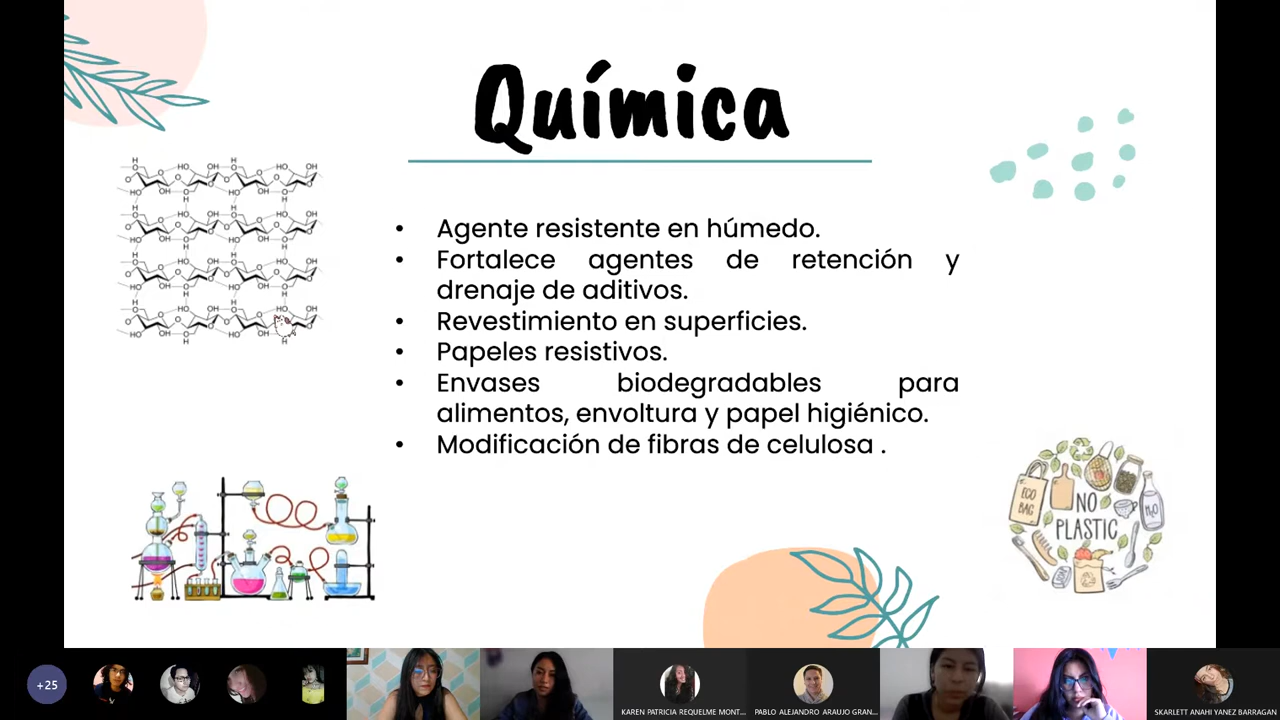 Química
• Agente resistente en húmedo.
• Fortalece agentes de retención y
drenaje de aditivos.
• Revestimiento en superficies.
• Papeles resistivos.
• Envases biodegradables para
alimentos, envoltura y papel higiénico.
• Modificación de fibras de celulosa .
ECO
BAG
NO
PLASTIC
H₂O
+25
KAREN PATRICIA REQUELME MONT...
PABLO ALEJANDRO ARAUJO GRAN...
SKARLETT ANAHI YANEZ BARRAGAN